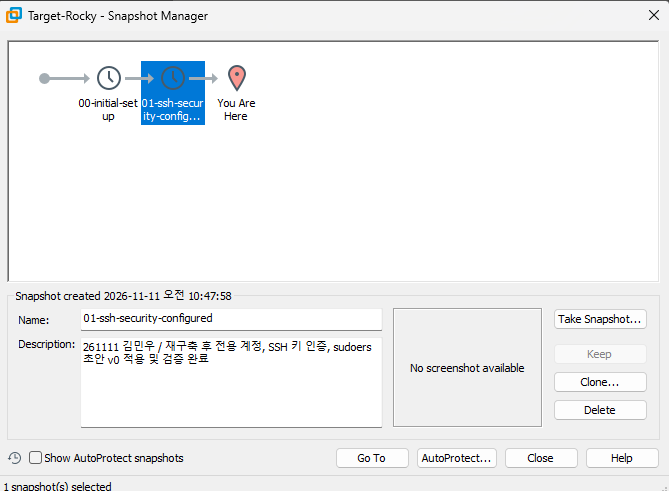 Target-Rocky - Snapshot Manager
00-initial-set
up
01-ssh-secur
ity-config...
You Are
Here
Snapshot created 2026-11-11 오전 10:47:58
Name:
01-ssh-security-configured
Description:
261111 김민우 / 재구축 후 전용 계정, SSH 키 인증, sudoers
초안 v0 적용 및 검증 완료
No screenshot available
Take Snapshot...
Keep
Clone...
Delete
Show AutoProtect snapshots
Go To
AutoProtect...
Close
Help
1 snapshot(s) selected